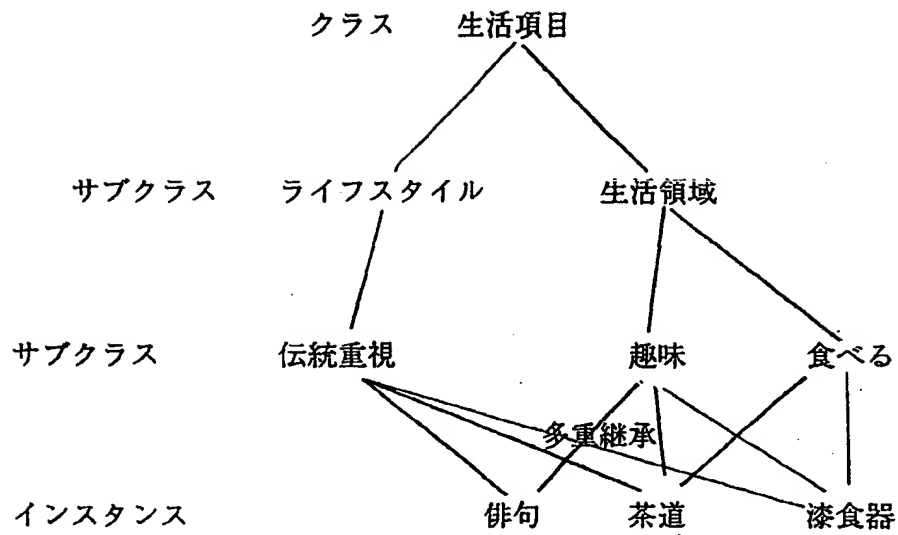 クラス 生活項目
サブクラス ライフスタイル 生活領域
サブクラス 伝統重視 趣味 食べる
多重継承
インスタンス 俳句 茶道 漆食器